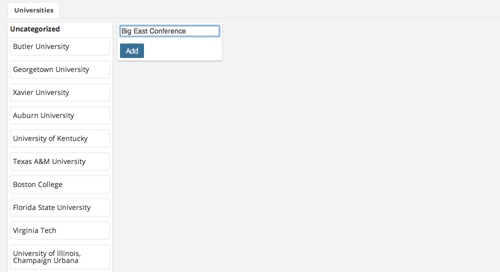 Universities
Uncategorized
Big East Conference
Add
Butler University
Georgetown University
Xavier University
Auburn University
University of Kentucky
Texas A&M University
Boston College
Florida State University
Virginia Tech
University of Illinois,
Champaign Urbana